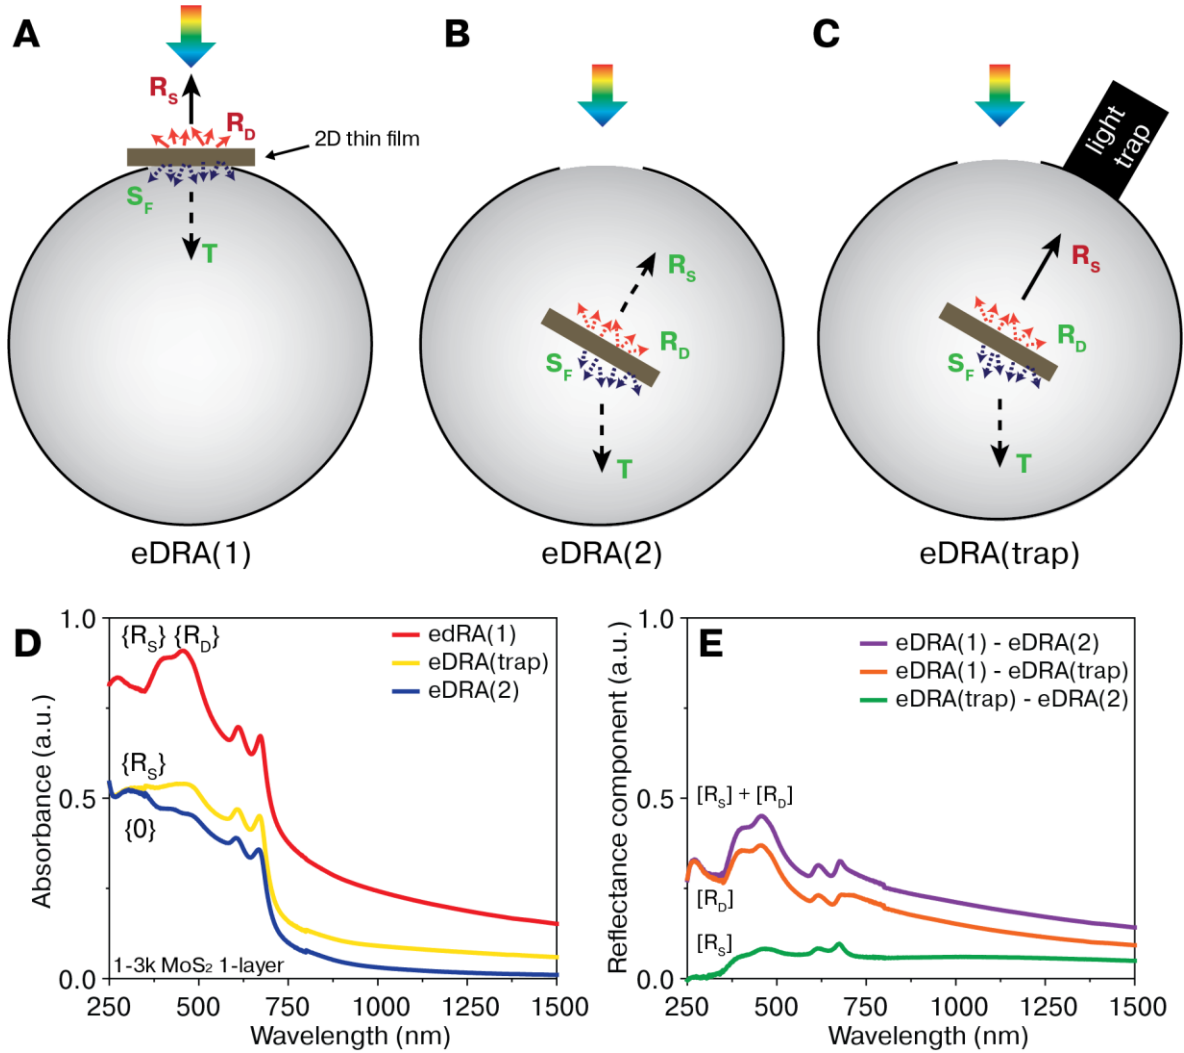 A
B
C
R_S
R_D
2D thin film
S_F
T
R_S
R_D
S_F
T
light
trap
R_S
R_D
S_F
T
eDRA(1)
eDRA(2)
eDRA(trap)
D
Absorbance (a.u.)
1.0
0.5
0.0
{R_S} {R_D}
{R_S}
{0}
edRA(1)
eDRA(trap)
eDRA(2)
1-3k MoS₂ 1-layer
250 500 750 1000 1250 1500
Wavelength (nm)
E
Reflectance component (a.u.)
1.0
0.5
0.0
eDRA(1) - eDRA(2)
eDRA(1) - eDRA(trap)
eDRA(trap) - eDRA(2)
[R_S] + [R_D]
[R_D]
[R_S]
250 500 750 1000 1250 1500
Wavelength (nm)